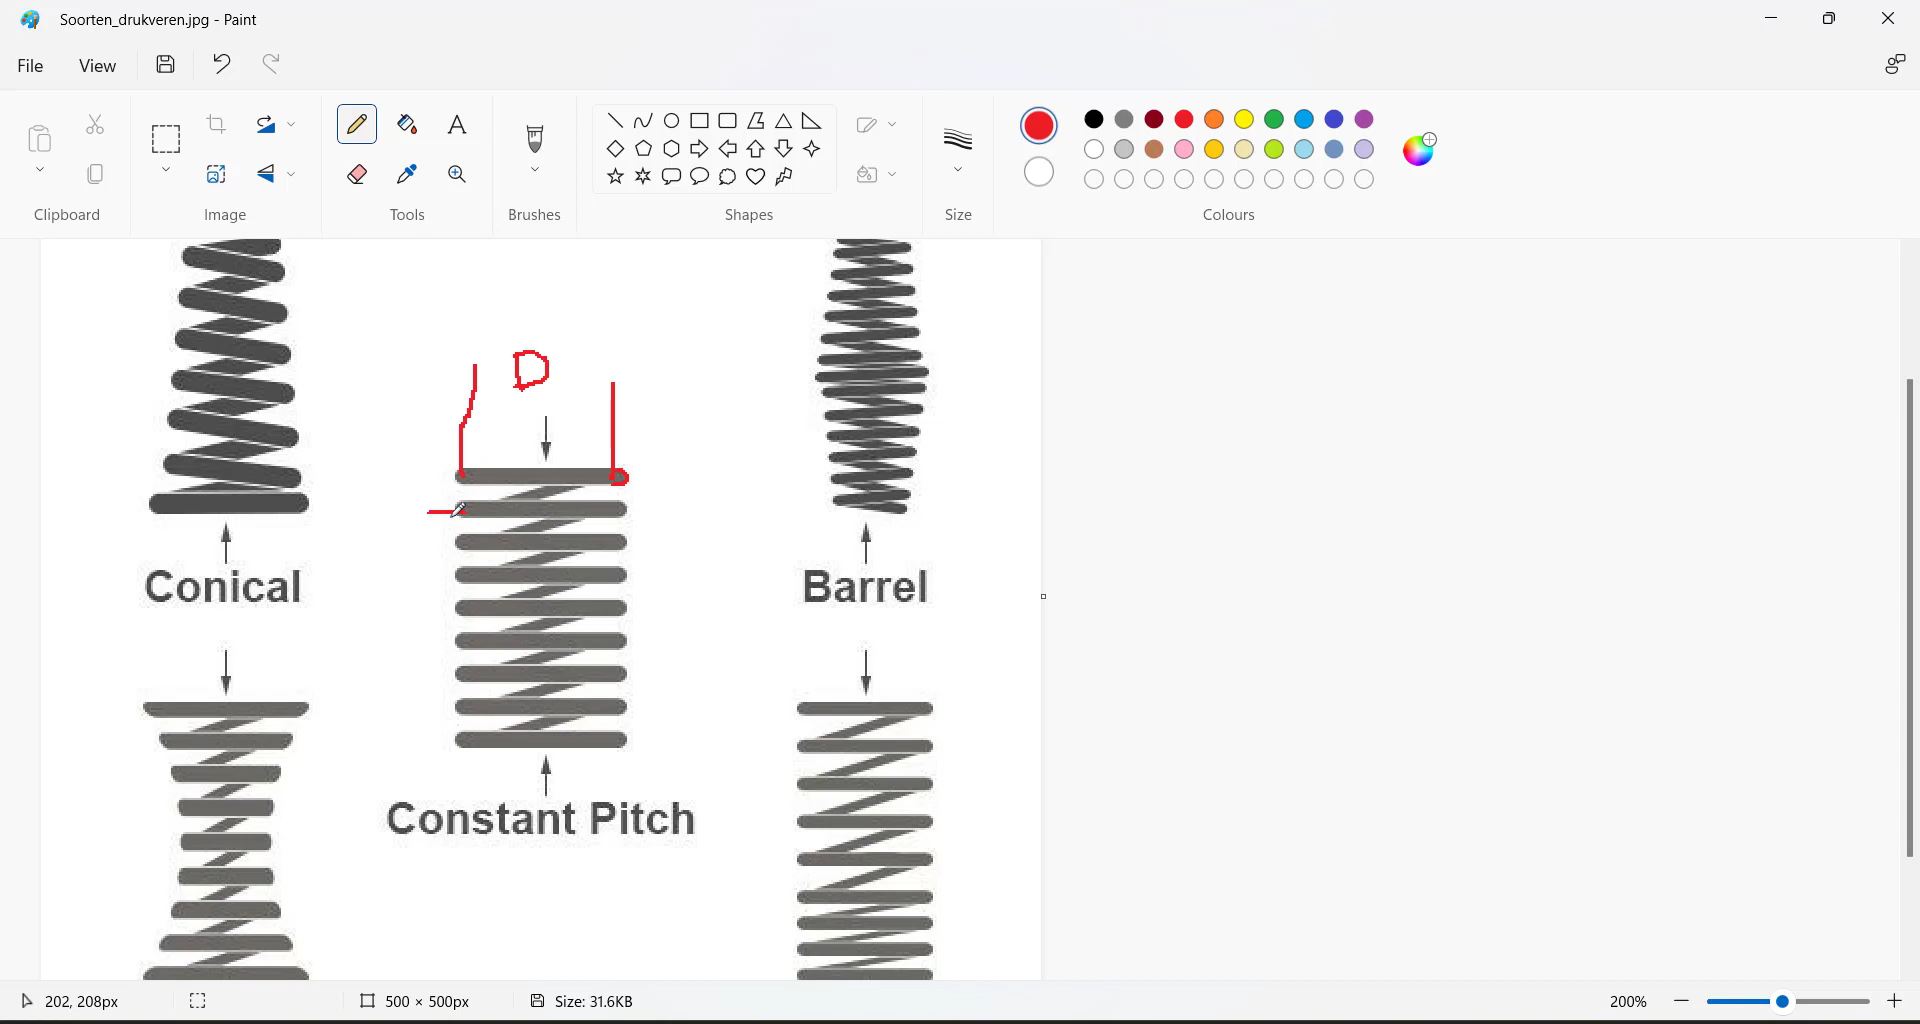 Soorten_drukveren.jpg - Paint
File View
Clipboard Image Tools Brushes Shapes Size Colours
D
Conical
Barrel
Constant Pitch
202, 208px 500 × 500px Size: 31.6KB 200%